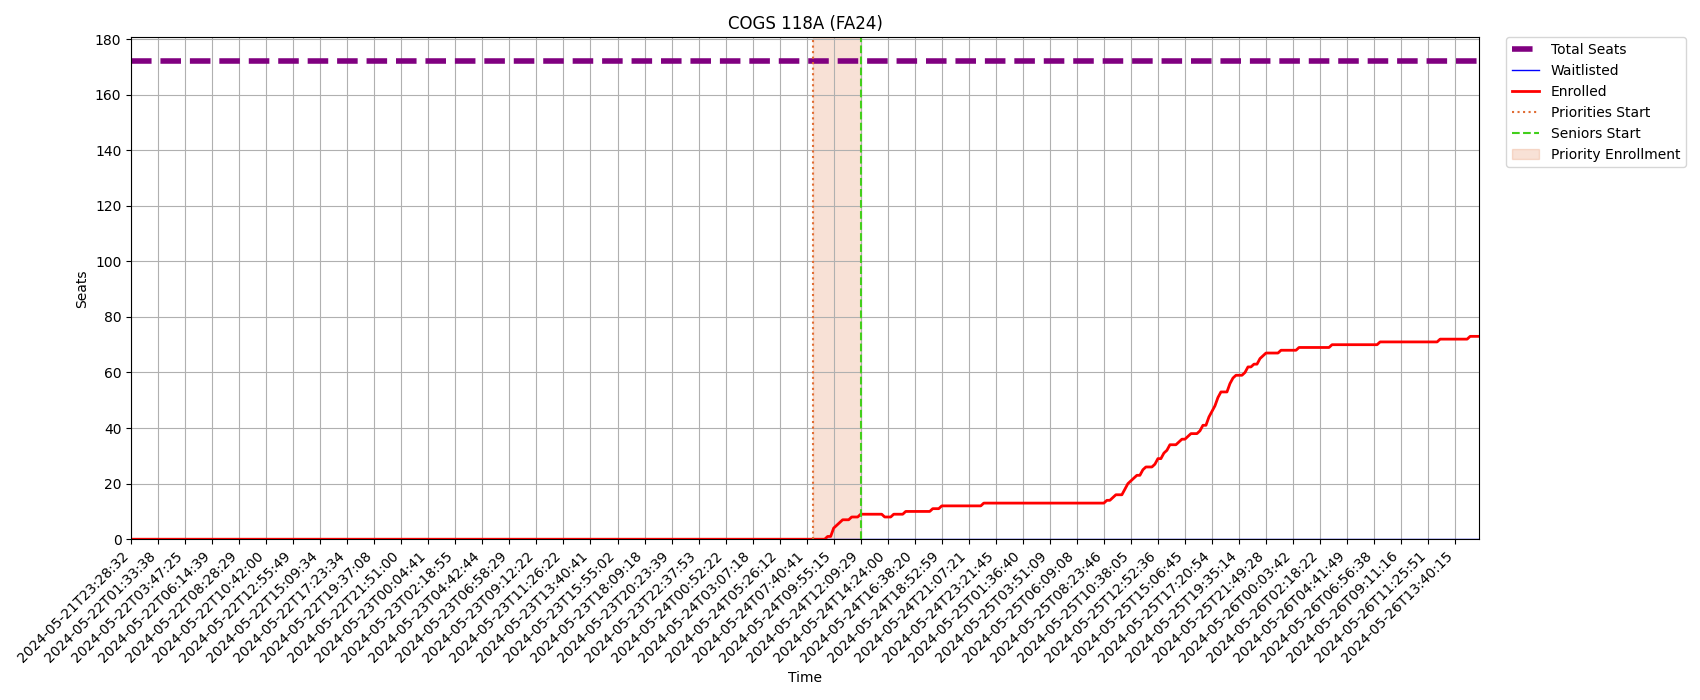 COGS 118A (FA24)
Total Seats
Waitlisted
Enrolled
Priorities Start
Seniors Start
Priority Enrollment
Seats
180
160
140
120
100
80
60
40
20
0
2024-05-21T23:28:32
2024-05-22T01:33:38
2024-05-22T03:47:25
2024-05-22T06:14:39
2024-05-22T08:28:29
2024-05-22T10:42:00
2024-05-22T12:55:49
2024-05-22T15:09:34
2024-05-22T17:23:34
2024-05-22T19:37:08
2024-05-22T21:51:00
2024-05-23T00:04:41
2024-05-23T02:18:55
2024-05-23T04:42:44
2024-05-23T06:58:29
2024-05-23T09:12:22
2024-05-23T11:26:22
2024-05-23T13:40:41
2024-05-23T15:55:02
2024-05-23T18:09:18
2024-05-23T20:23:39
2024-05-23T22:37:53
2024-05-24T00:52:22
2024-05-24T03:07:18
2024-05-24T05:26:12
2024-05-24T07:40:41
2024-05-24T09:55:15
2024-05-24T12:09:29
2024-05-24T14:24:00
2024-05-24T16:38:20
2024-05-24T18:52:59
2024-05-24T21:07:21
2024-05-24T23:21:45
2024-05-25T01:36:40
2024-05-25T03:51:09
2024-05-25T06:09:08
2024-05-25T08:23:46
2024-05-25T10:38:05
2024-05-25T12:52:36
2024-05-25T15:06:45
2024-05-25T17:20:54
2024-05-25T19:35:14
2024-05-25T21:49:28
2024-05-26T00:03:42
2024-05-26T02:18:22
2024-05-26T04:41:49
2024-05-26T06:56:38
2024-05-26T09:11:16
2024-05-26T11:25:51
2024-05-26T13:40:15
Time